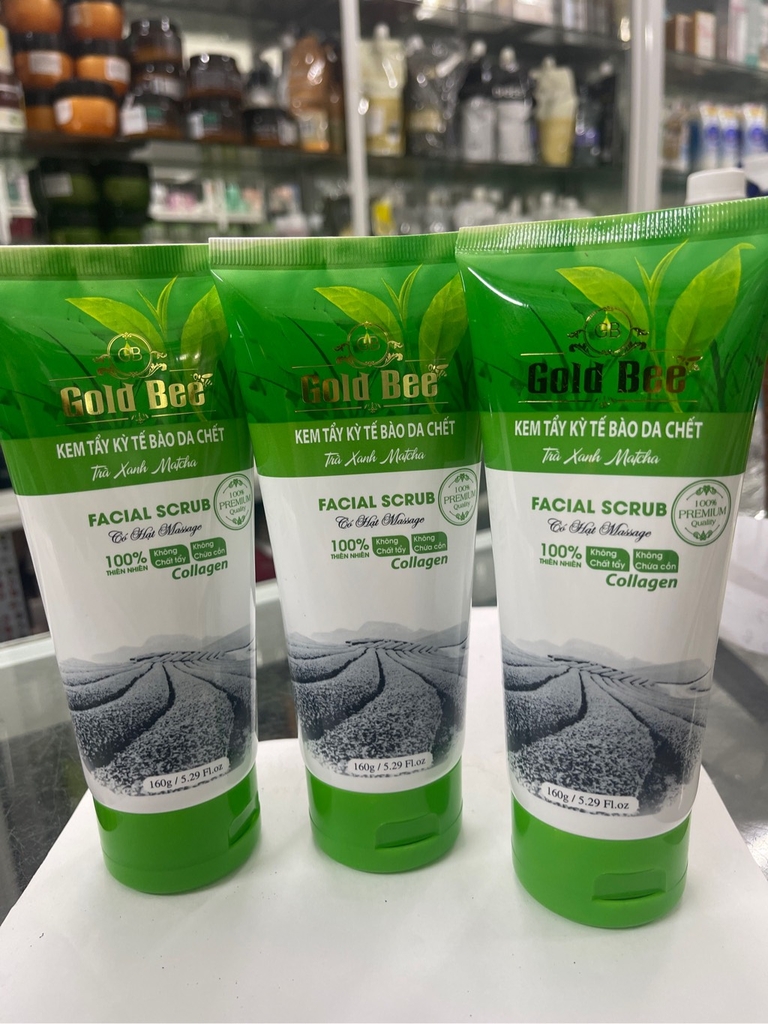 GB
Gold Bee
KEM TẨY KỲ TẾ BÀO DA CHẾT
Trà Xanh Matcha
FACIAL SCRUB
Có Hạt Massage
100%
PREMIUM
Quality
100%
THIÊN NHIÊN
Không
Chất tẩy
Không
Chứa cồn
Collagen
160g / 5.29 Fl.oz
GB
Gold Bee
KEM TẨY KỲ TẾ BÀO DA CHẾT
Trà Xanh Matcha
FACIAL SCRUB
Có Hạt Massage
100%
PREMIUM
Quality
100%
THIÊN NHIÊN
Không
Chất tẩy
Không
Chứa cồn
Collagen
160g / 5.29 Fl.oz
GB
Gold Bee
KEM TẨY KỲ TẾ BÀO DA CHẾT
Trà Xanh Matcha
FACIAL SCRUB
Có Hạt Massage
100%
PREMIUM
Quality
100%
THIÊN NHIÊN
Không
Chất tẩy
Không
Chứa cồn
Collagen
160g / 5.29 Fl.oz